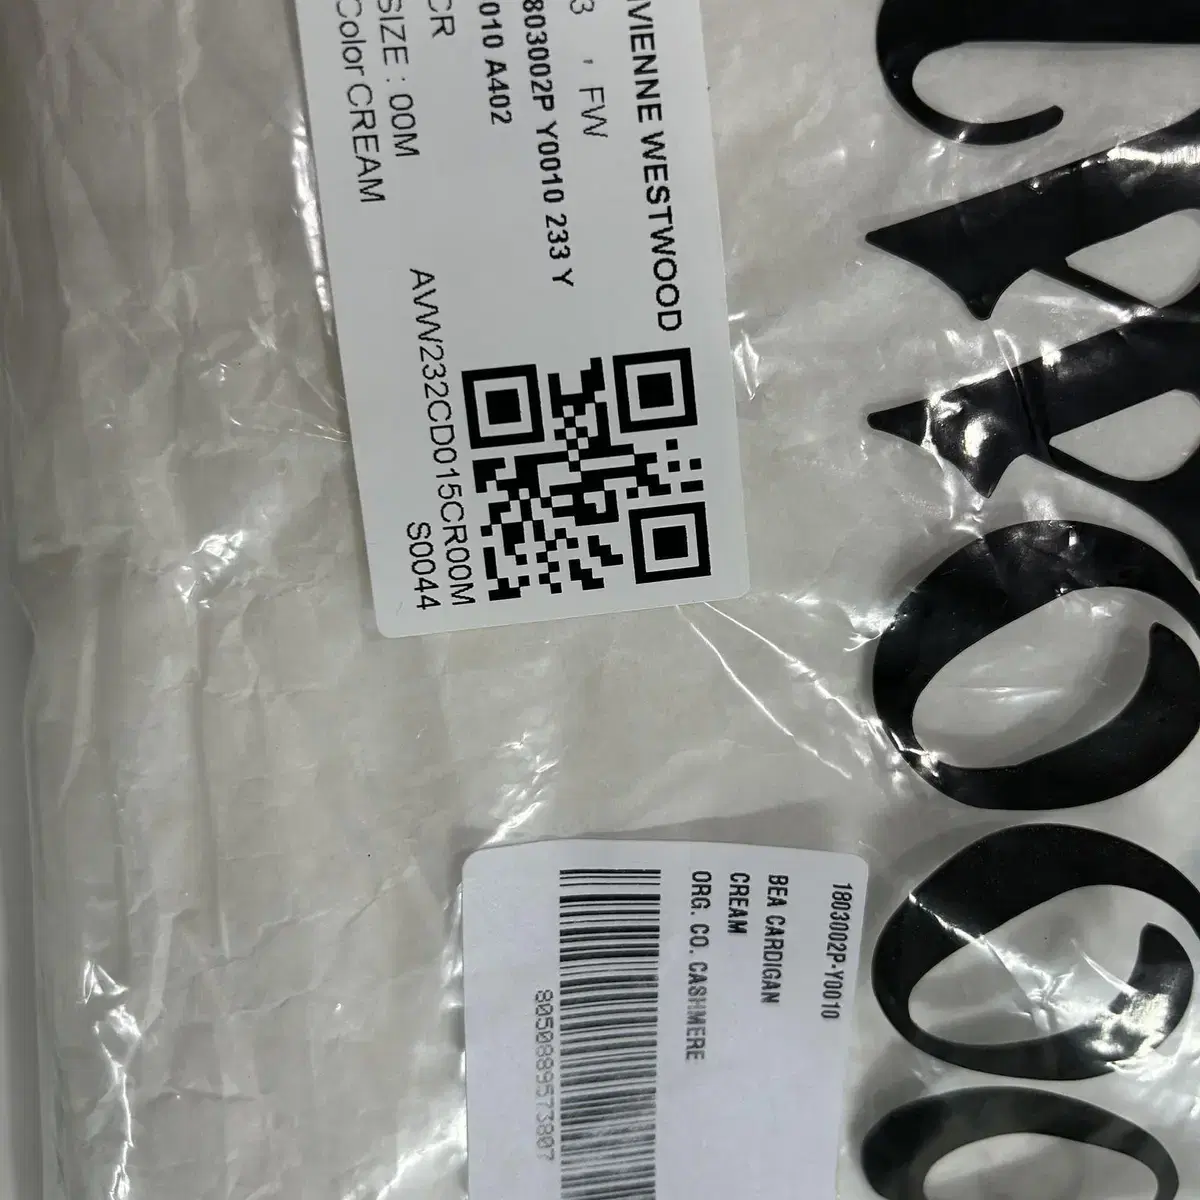 VIVIENNE WESTWOOD
3 , FW
803002P Y0010 233 Y
010 A402
CR
SIZE : 00M
Color CREAM
AVW232CD015CR00M
S0044
1803002P-Y0010
BEA CARDIGAN
CREAM
ORG. CO. CASHMERE
8050889573807